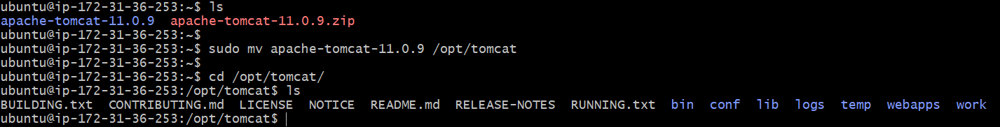 ubuntu@ip-172-31-36-253:~$ ls
apache-tomcat-11.0.9  apache-tomcat-11.0.9.zip
ubuntu@ip-172-31-36-253:~$
ubuntu@ip-172-31-36-253:~$ sudo mv apache-tomcat-11.0.9 /opt/tomcat
ubuntu@ip-172-31-36-253:~$
ubuntu@ip-172-31-36-253:~$ cd /opt/tomcat/
ubuntu@ip-172-31-36-253:/opt/tomcat$ ls
BUILDING.txt  CONTRIBUTING.md  LICENSE  NOTICE  README.md  RELEASE-NOTES  RUNNING.txt  bin  conf  lib  logs  temp  webapps  work
ubuntu@ip-172-31-36-253:/opt/tomcat$